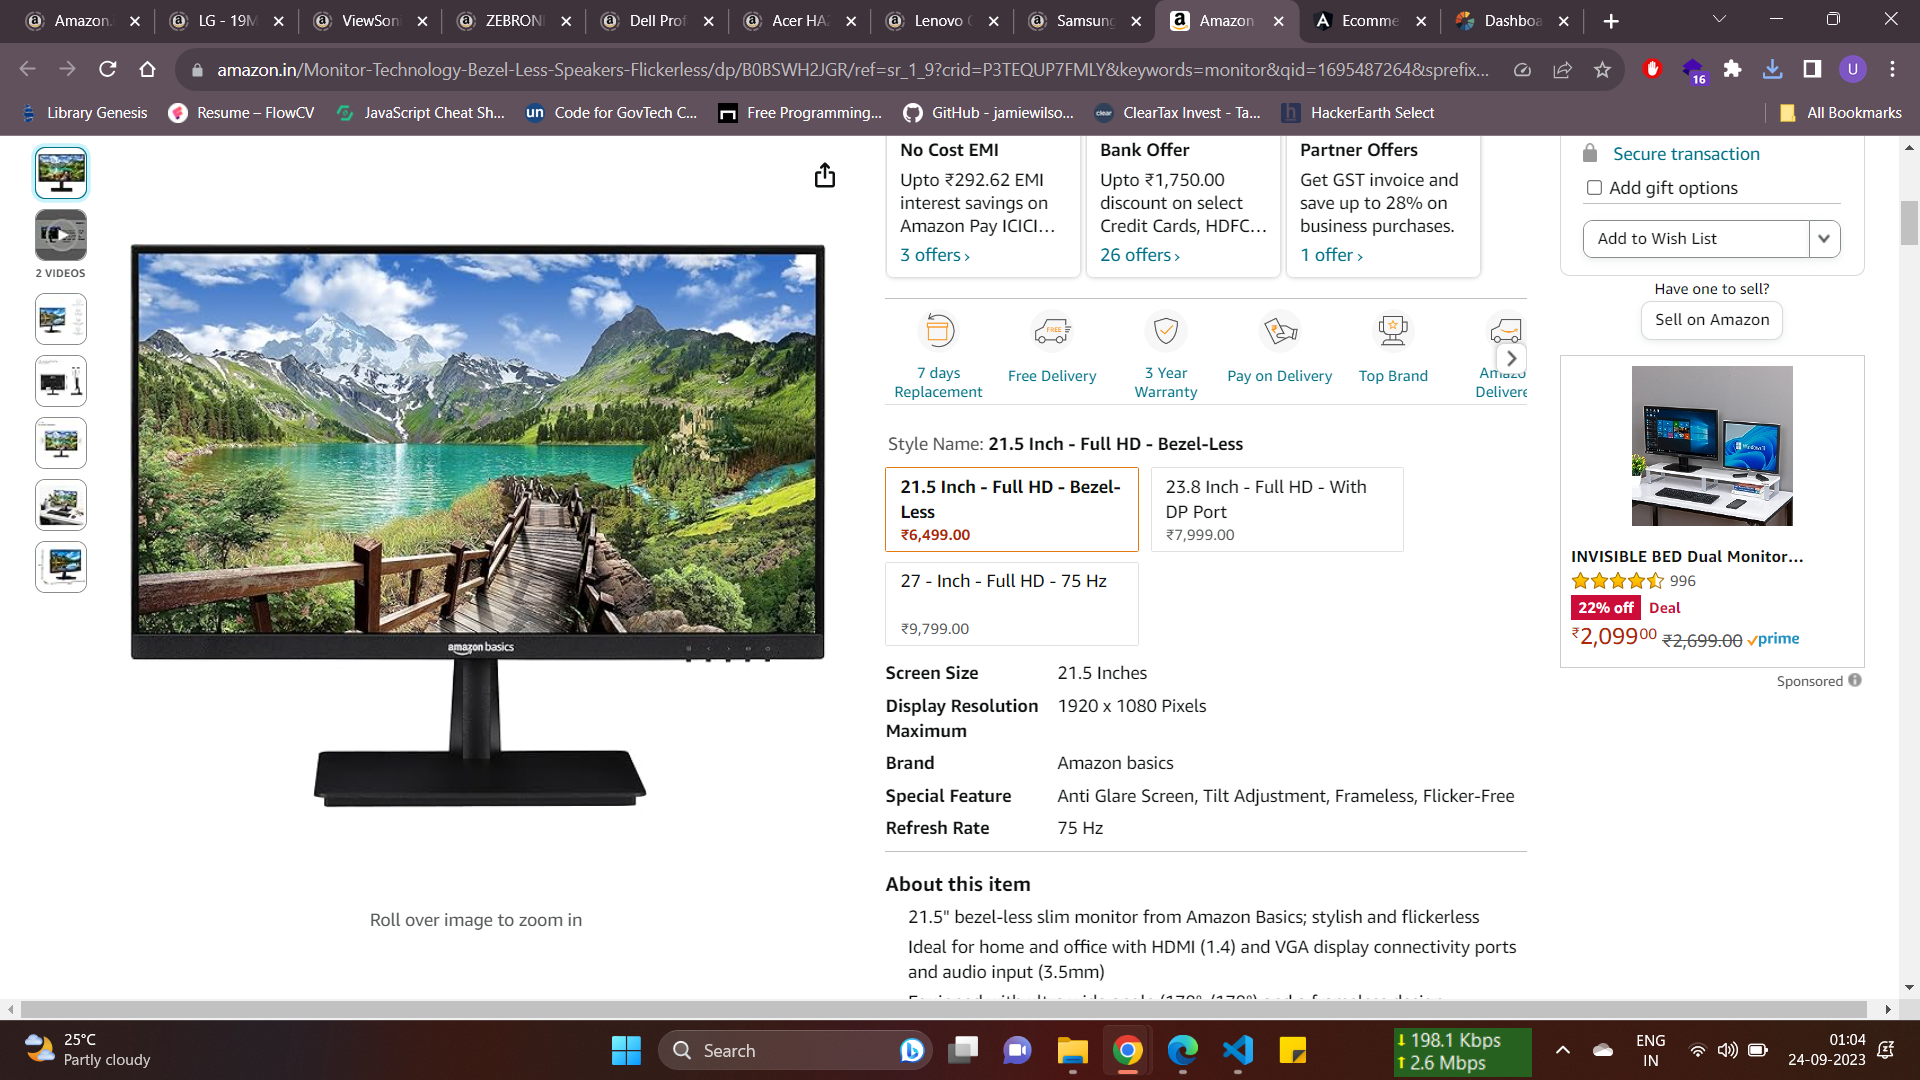 Amazon.
LG - 19M
ViewSoni
ZEBRONI
Dell Prof
Acer HA2
Lenovo
Samsung
Amazon
Ecomme
Dashboa
amazon.in/Monitor-Technology-Bezel-Less-Speakers-Flickerless/dp/B0BSWH2JGR/ref=sr_1_9?crid=P3TEQUP7FMLY&keywords=monitor&qid=1695487264&sprefix...
16
U
Library Genesis
Resume – FlowCV
JavaScript Cheat Sh...
un Code for GovTech C...
Free Programming...
GitHub - jamiewilso...
clear ClearTax Invest - Ta...
h HackerEarth Select
All Bookmarks
2 VIDEOS
amazon basics
Roll over image to zoom in
No Cost EMI
Upto ₹292.62 EMI
interest savings on
Amazon Pay ICICI…
3 offers ›
Bank Offer
Upto ₹1,750.00
discount on select
Credit Cards, HDFC…
26 offers ›
Partner Offers
Get GST invoice and
save up to 28% on
business purchases.
1 offer ›
7 days
Replacement
FREE
Free Delivery
3 Year
Warranty
Pay on Delivery
Top Brand
Amazo
Delivere
Style Name: 21.5 Inch - Full HD - Bezel-Less
21.5 Inch - Full HD - Bezel-
Less
₹6,499.00
23.8 Inch - Full HD - With
DP Port
₹7,999.00
27 - Inch - Full HD - 75 Hz
₹9,799.00
Screen Size 21.5 Inches
Display Resolution 1920 x 1080 Pixels
Maximum
Brand Amazon basics
Special Feature Anti Glare Screen, Tilt Adjustment, Frameless, Flicker-Free
Refresh Rate 75 Hz
About this item
21.5" bezel-less slim monitor from Amazon Basics; stylish and flickerless
Ideal for home and office with HDMI (1.4) and VGA display connectivity ports
and audio input (3.5mm)
Secure transaction
Add gift options
Add to Wish List
Have one to sell?
Sell on Amazon
INVISIBLE BED Dual Monitor…
996
22% off Deal
₹2,09900 ₹2,699.00 prime
Sponsored
25°C
Partly cloudy
Search
198.1 Kbps
2.6 Mbps
ENG
IN
01:04
24-09-2023